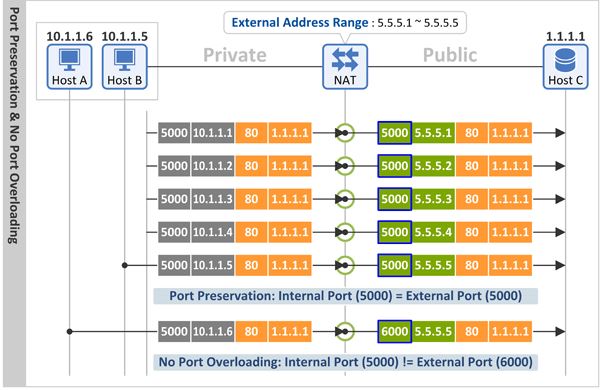 External Address Range : 5.5.5.1 ~ 5.5.5.5
10.1.1.6 10.1.1.5 1.1.1.1
Private Public
Host A Host B NAT Host C
Port Preservation & No Port Overloading
5000 10.1.1.1 80 1.1.1.1 5000 5.5.5.1 80 1.1.1.1
5000 10.1.1.2 80 1.1.1.1 5000 5.5.5.2 80 1.1.1.1
5000 10.1.1.3 80 1.1.1.1 5000 5.5.5.3 80 1.1.1.1
5000 10.1.1.4 80 1.1.1.1 5000 5.5.5.4 80 1.1.1.1
5000 10.1.1.5 80 1.1.1.1 5000 5.5.5.5 80 1.1.1.1
Port Preservation: Internal Port (5000) = External Port (5000)
5000 10.1.1.6 80 1.1.1.1 6000 5.5.5.5 80 1.1.1.1
No Port Overloading: Internal Port (5000) != External Port (6000)